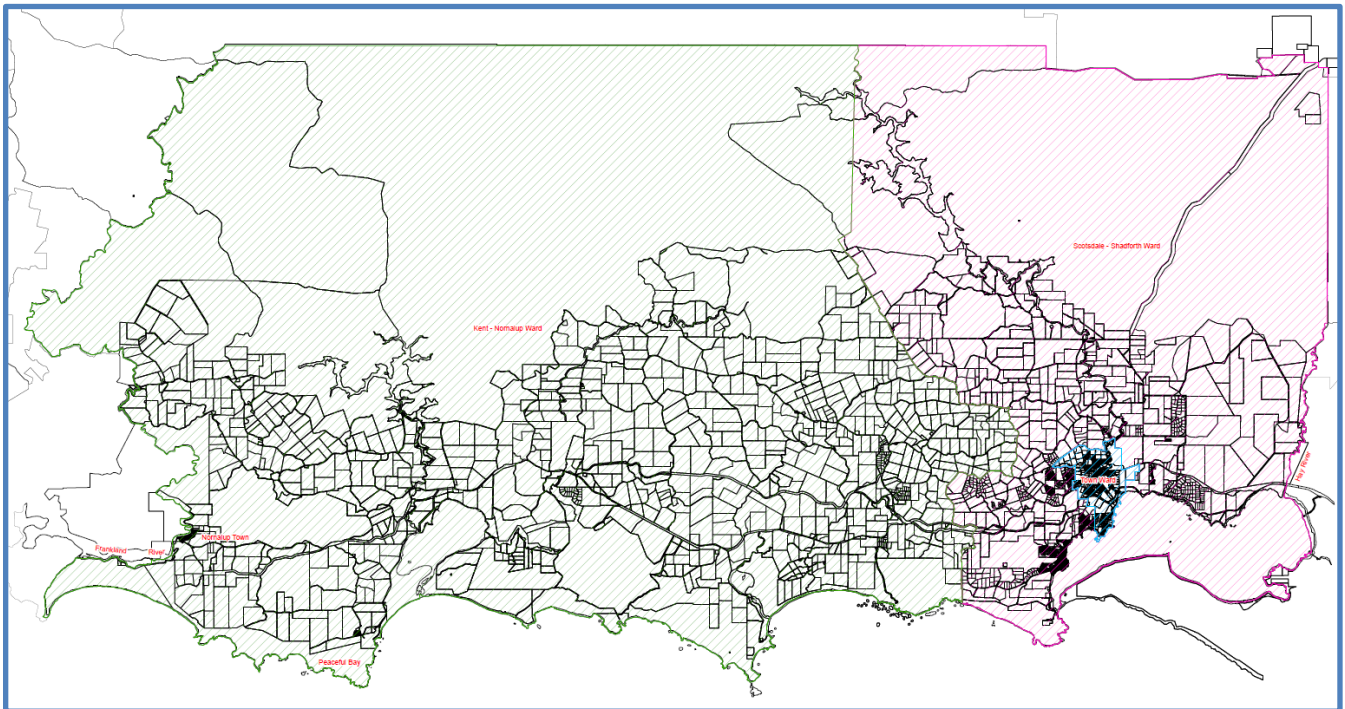 Scotsdale - Shadforth Ward
Kent - Nornalup Ward
Hay River
Town Ward
Nornalup Town
Frankland River
Peaceful Bay